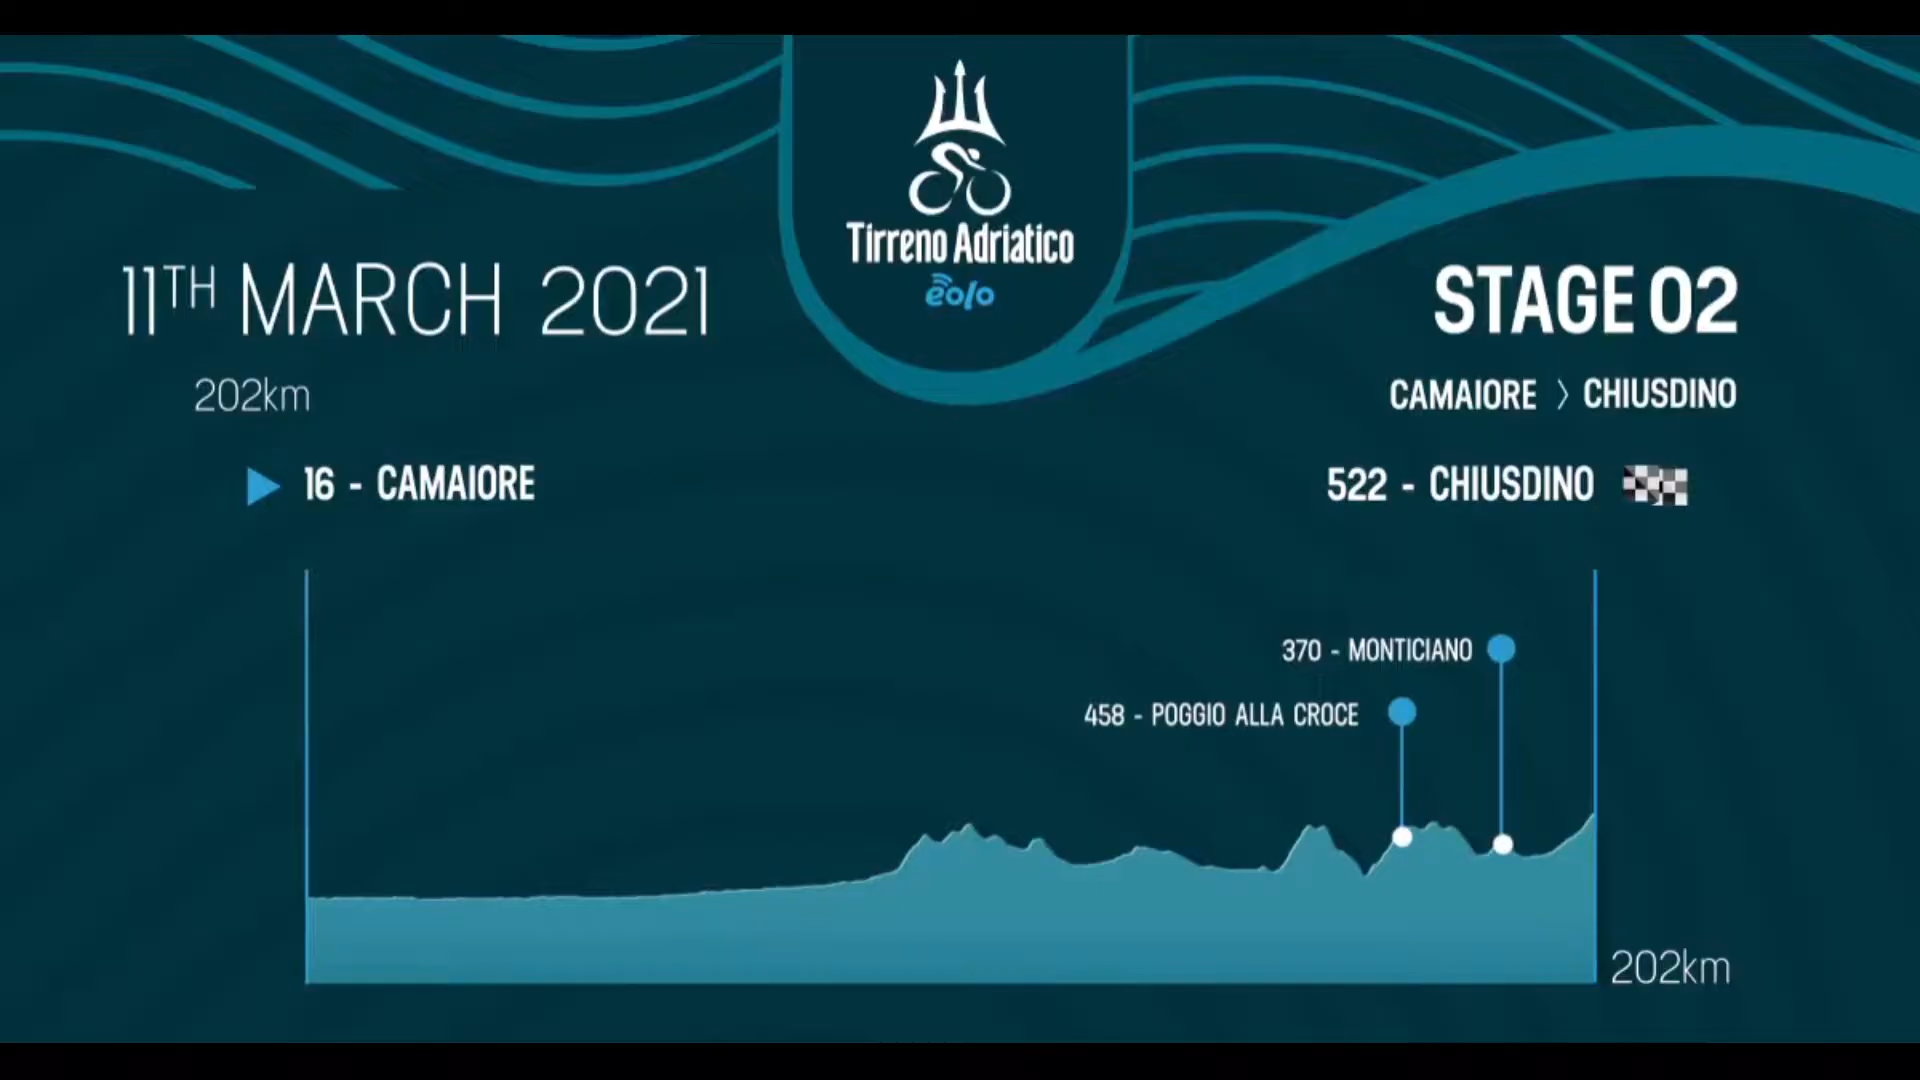 Tirreno Adriatico
eolo
11TH MARCH 2021
202km
STAGE 02
CAMAIORE > CHIUSDINO
16 - CAMAIORE
522 - CHIUSDINO
370 - MONTICIANO
458 - POGGIO ALLA CROCE
202km